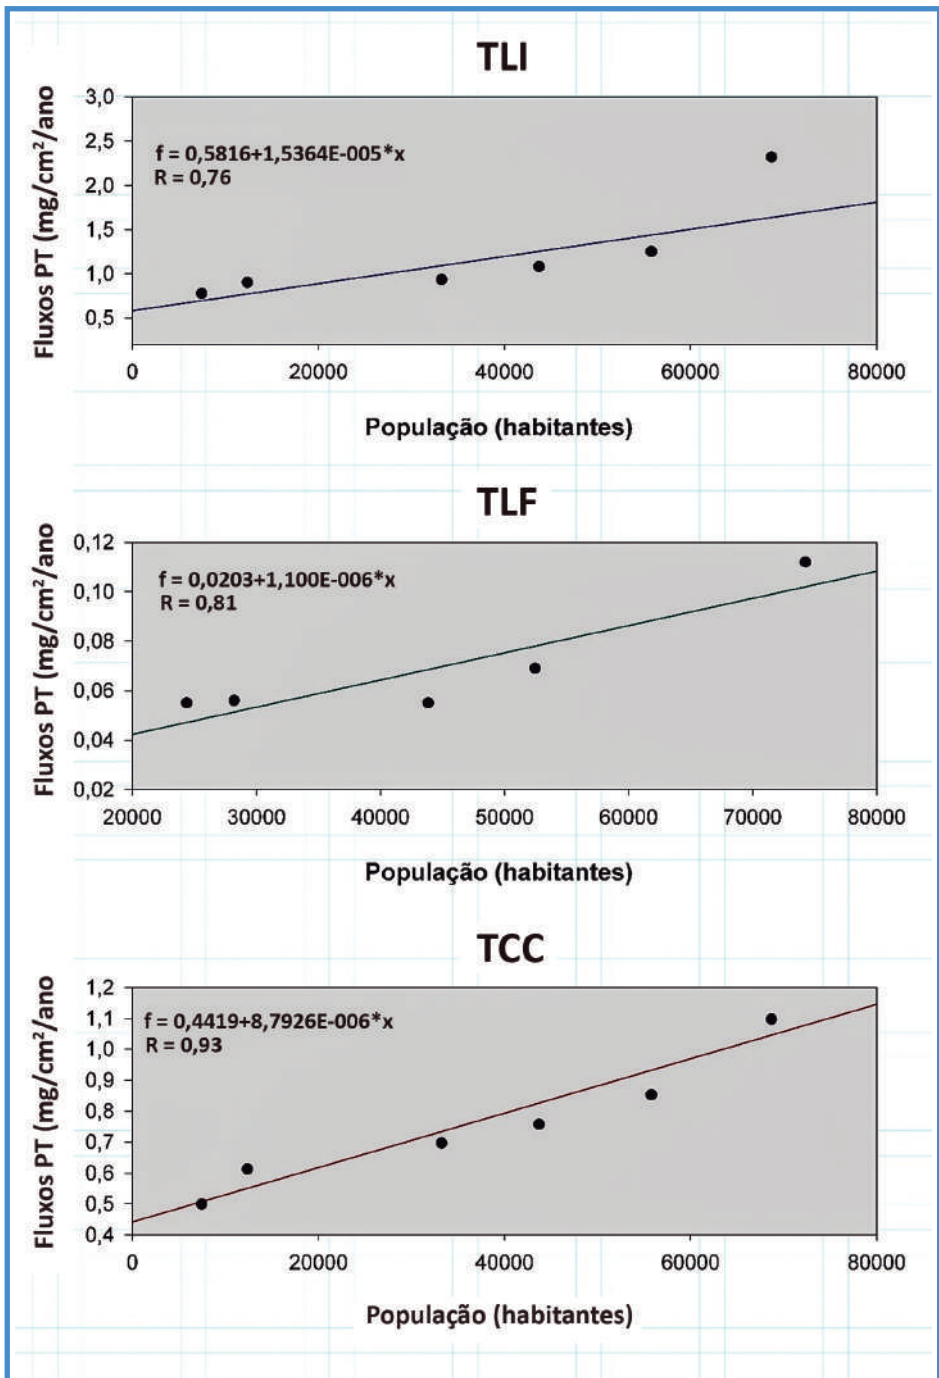 TLI
Fluxos PT (mg/cm²/ano
3,0
2,5
2,0
1,5
1,0
0,5
f = 0,5816+1,5364E-005*x
R = 0,76
0 20000 40000 60000 80000
População (habitantes)
TLF
Fluxos PT (mg/cm²/ano
0,12
0,10
0,08
0,06
0,04
0,02
f = 0,0203+1,100E-006*x
R = 0,81
20000 30000 40000 50000 60000 70000 80000
População (habitantes)
TCC
Fluxos PT (mg/cm²/ano
1,2
1,1
1,0
0,9
0,8
0,7
0,6
0,5
0,4
f = 0,4419+8,7926E-006*x
R = 0,93
0 20000 40000 60000 80000
População (habitantes)